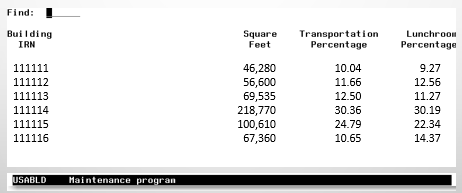 Find:
Building Square Transportation Lunchroom
IRN Feet Percentage Percentage
111111 46,280 10.04 9.27
111112 56,600 11.66 12.56
111113 69,535 12.50 11.27
111114 218,770 30.36 30.19
111115 100,610 24.79 22.34
111116 67,360 10.65 14.37
USABLD Maintenance program